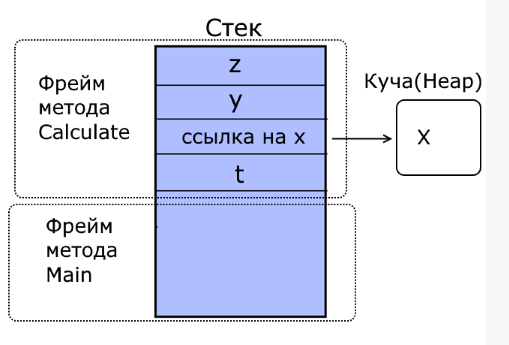 Стек
Фрейм
метода
Calculate
z
y
ссылка на x
t
Куча(Heap)
X
Фрейм
метода
Main